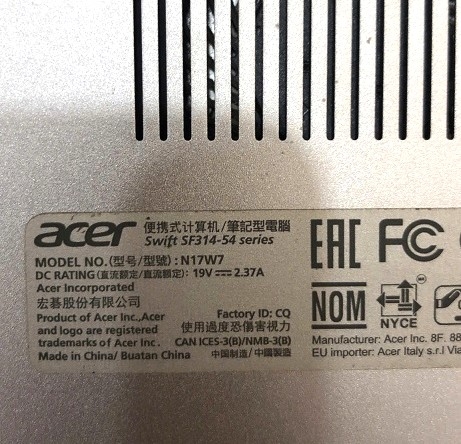 acer 便携式计算机/筆記型電腦
Swift SF314-54 series
MODEL NO.(型号/型號): N17W7
DC RATING(直流额定/直流額定): 19V ⎓ 2.37A
Acer Incorporated
宏碁股份有限公司
Product of Acer Inc.,Acer Factory ID: CQ
and logo are registered 使用過度恐傷害視力
trademarks of Acer Inc. CAN ICES-3(B)/NMB-3(B)
Made in China/ Buatan China 中国制造/中國製造
EAC FC
NOM NYCE
Manufacturer: Acer Inc. 8F. 88
EU importer: Acer Italy s.r.l Via